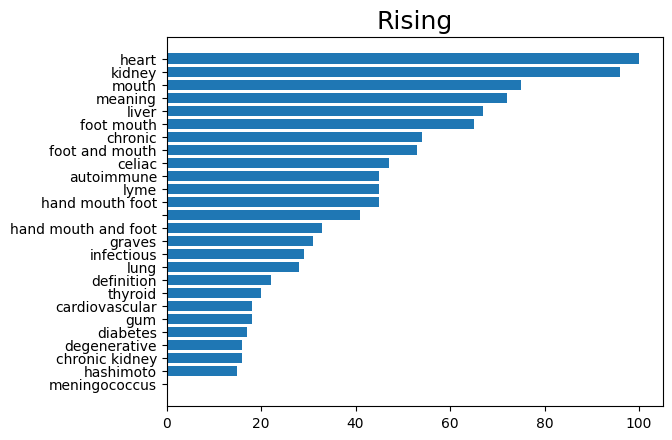 Rising
heart
kidney
mouth
meaning
liver
foot mouth
chronic
foot and mouth
celiac
autoimmune
lyme
hand mouth foot
hand mouth and foot
graves
infectious
lung
definition
thyroid
cardiovascular
gum
diabetes
degenerative
chronic kidney
hashimoto
meningococcus
0 20 40 60 80 100